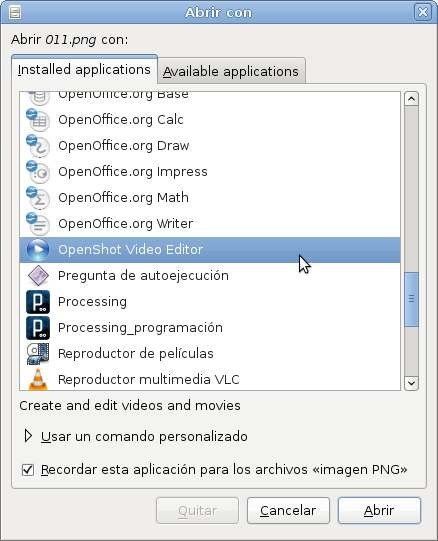 Abrir con
Abrir 011.png con:
Installed applications
Available applications
OpenOffice.org Base
OpenOffice.org Calc
OpenOffice.org Draw
OpenOffice.org Impress
OpenOffice.org Math
OpenOffice.org Writer
OpenShot Video Editor
Pregunta de autoejecución
Processing
Processing_programación
Reproductor de películas
Reproductor multimedia VLC
Create and edit videos and movies
Usar un comando personalizado
Recordar esta aplicación para los archivos «imagen PNG»
Quitar
Cancelar
Abrir